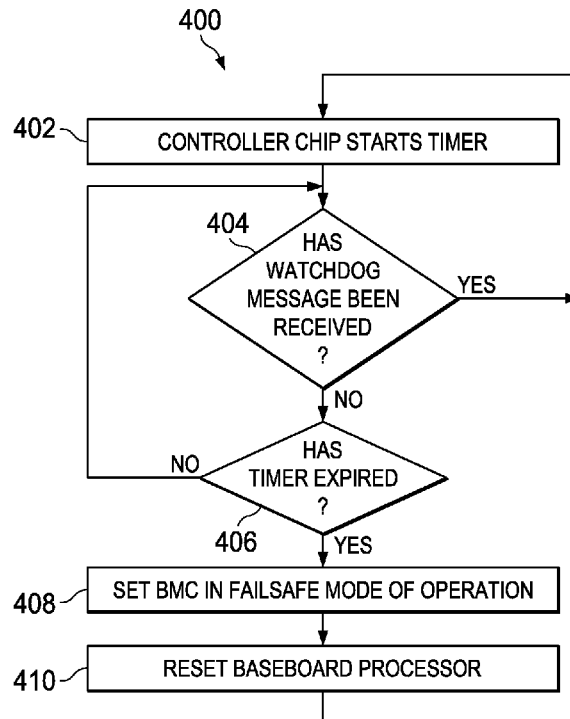 400
402
CONTROLLER CHIP STARTS TIMER
404
HAS
WATCHDOG
MESSAGE BEEN
RECEIVED
?
YES
NO
HAS
TIMER EXPIRED
?
NO
406
YES
408
SET BMC IN FAILSAFE MODE OF OPERATION
410
RESET BASEBOARD PROCESSOR